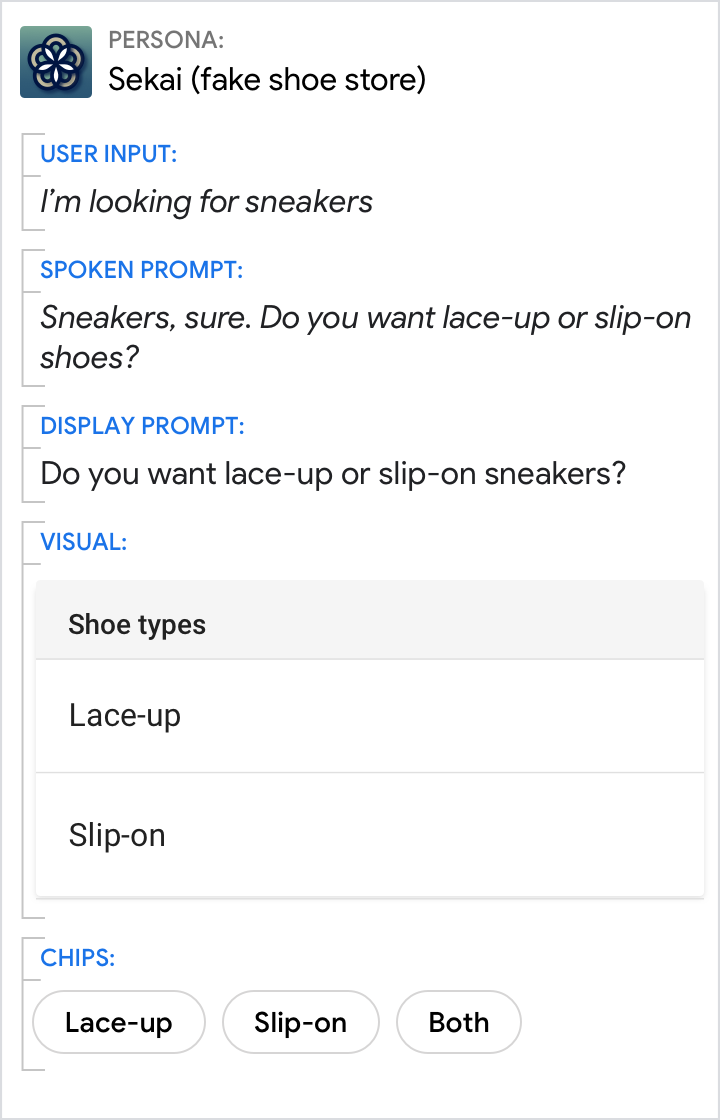 PERSONA:
Sekai (fake shoe store)
USER INPUT:
I’m looking for sneakers
SPOKEN PROMPT:
Sneakers, sure. Do you want lace-up or slip-on
shoes?
DISPLAY PROMPT:
Do you want lace-up or slip-on sneakers?
VISUAL:
Shoe types
Lace-up
Slip-on
CHIPS:
Lace-up Slip-on Both